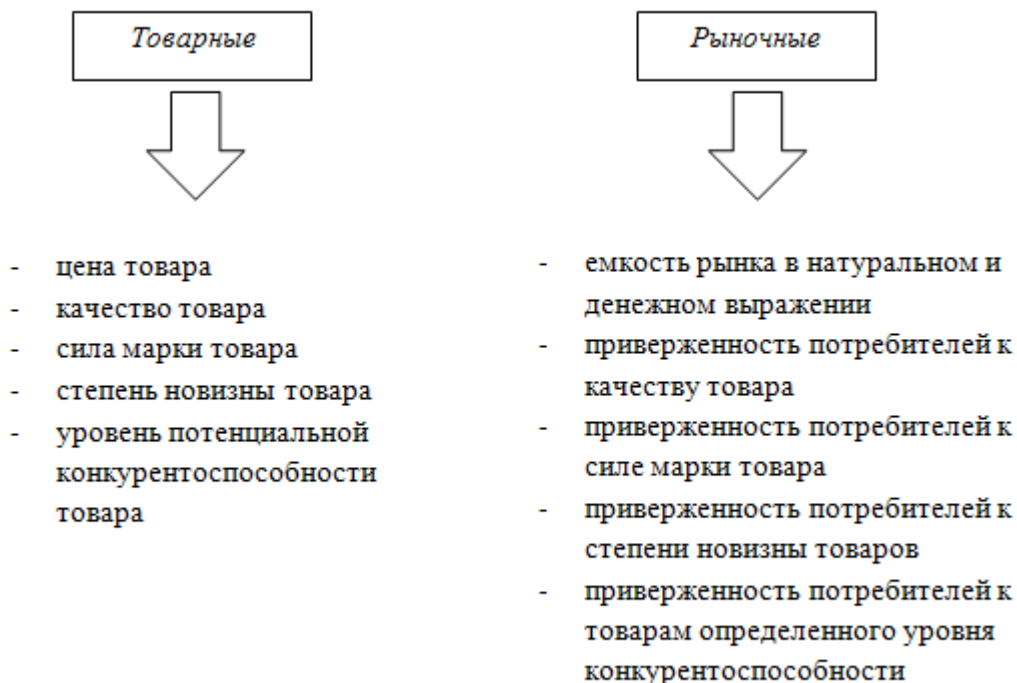 Товарные
- цена товара
- качество товара
- сила марки товара
- степень новизны товара
- уровень потенциальной
конкурентоспособности
товара
Рыночные
- емкость рынка в натуральном и
денежном выражении
- приверженность потребителей к
качеству товара
- приверженность потребителей к
силе марки товара
- приверженность потребителей к
степени новизны товаров
- приверженность потребителей к
товарам определенного уровня
конкурентоспособности